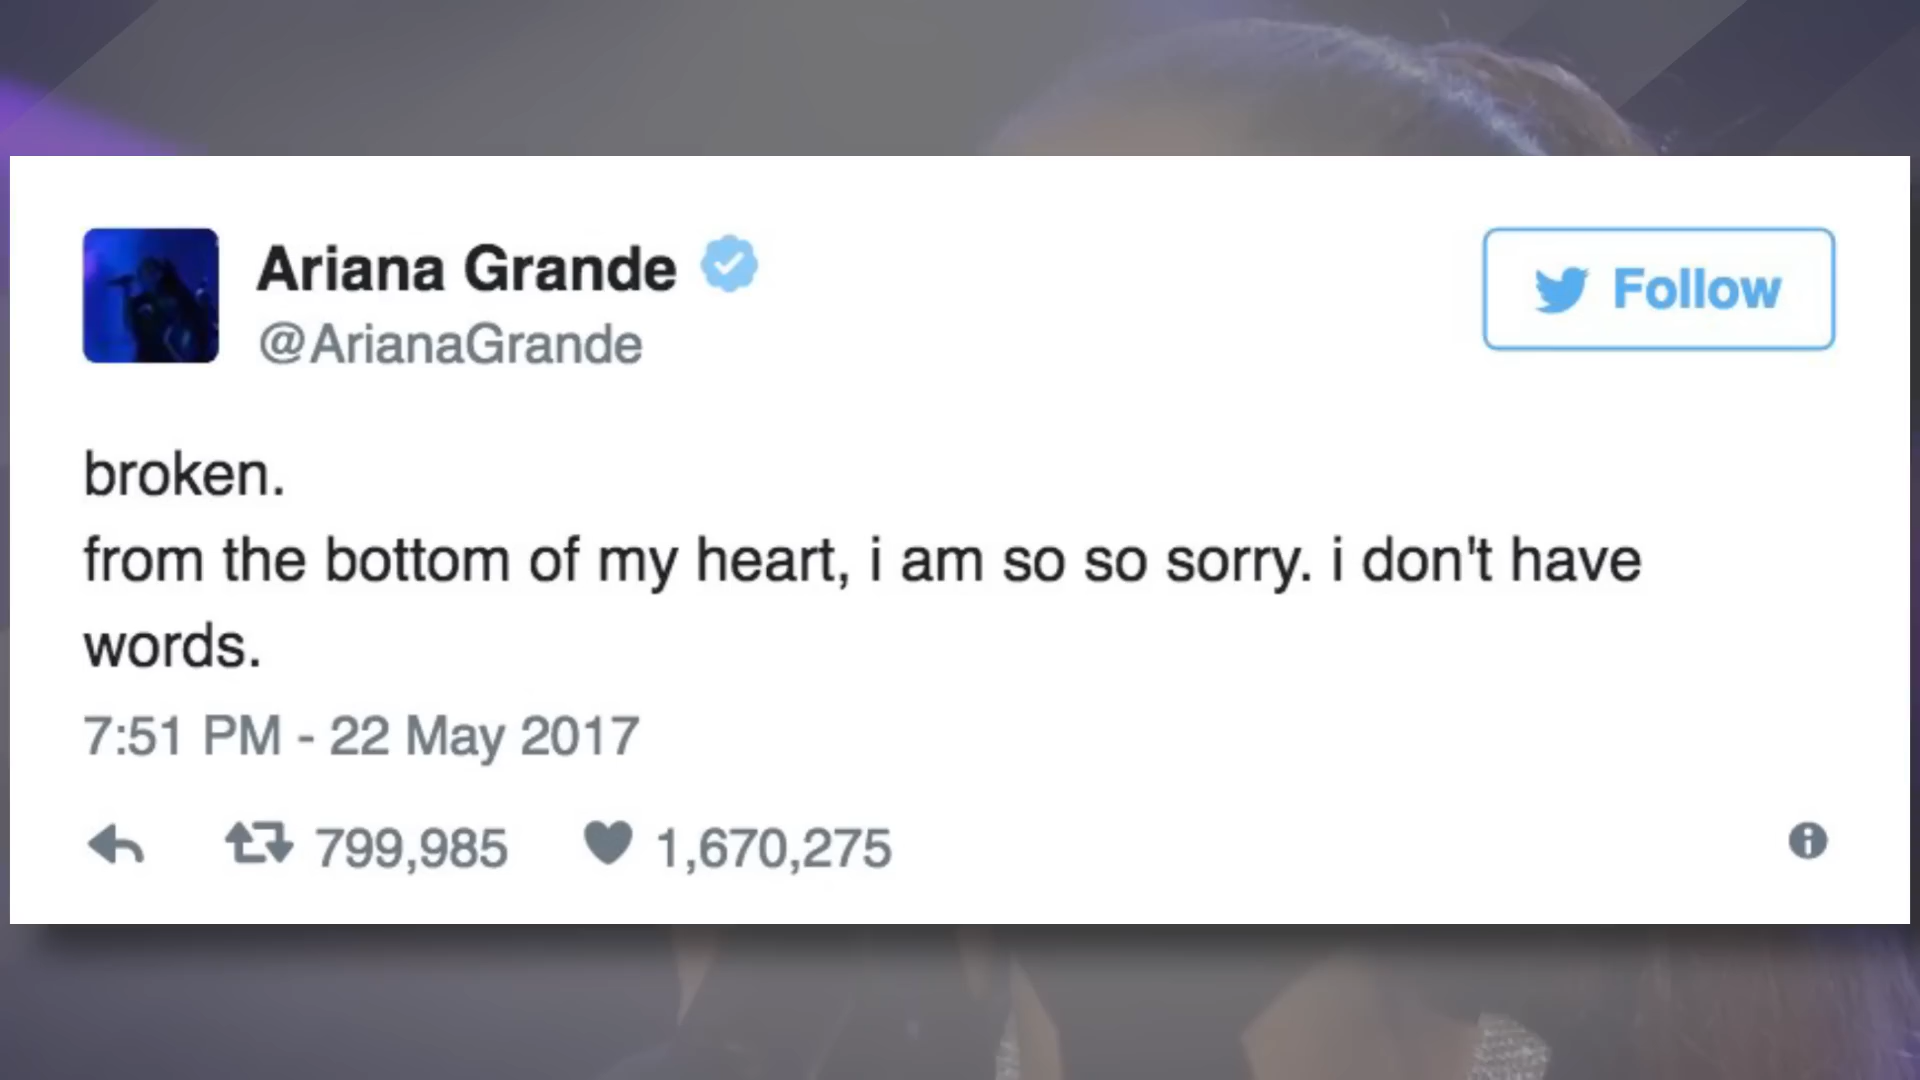 Ariana Grande
@ArianaGrande
Follow
broken.
from the bottom of my heart, i am so so sorry. i don't have
words.
7:51 PM - 22 May 2017
799,985 1,670,275